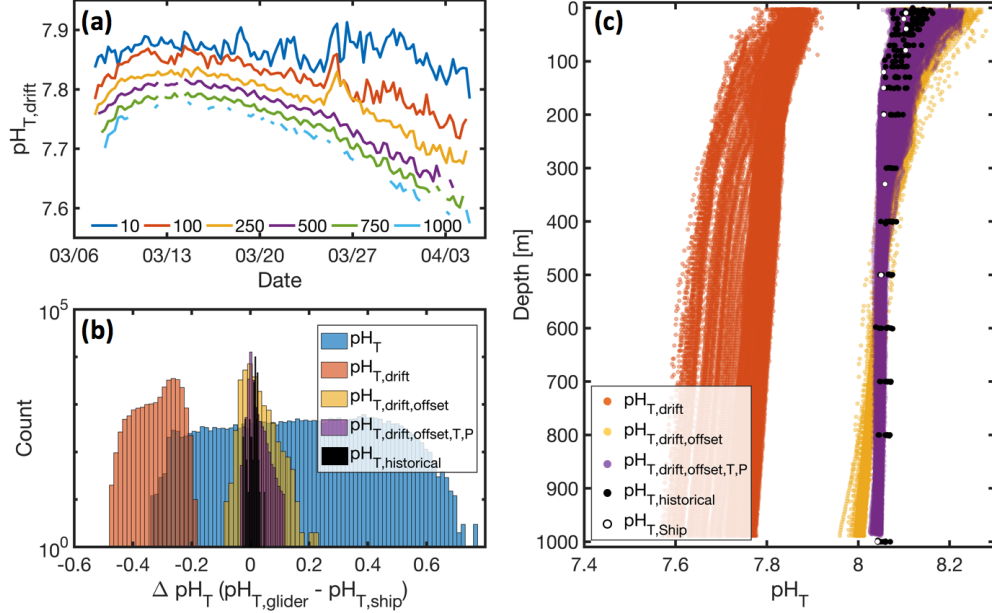 (a)
7.9
7.8
7.7
7.6
pH_T,drift
10 100 250 500 750 1000
03/06 03/13 03/20 03/27 04/03
Date
(b)
10^5
10^0
Count
pH_T
pH_T,drift
pH_T,drift,offset
pH_T,drift,offset,T,P
pH_T,historical
-0.6 -0.4 -0.2 0 0.2 0.4 0.6
Δ pH_T (pH_T,glider - pH_T,ship)
(c)
0
100
200
300
400
500
600
700
800
900
1000
Depth [m]
pH_T,drift
pH_T,drift,offset
pH_T,drift,offset,T,P
pH_T,historical
pH_T,Ship
7.4 7.6 7.8 8 8.2
pH_T